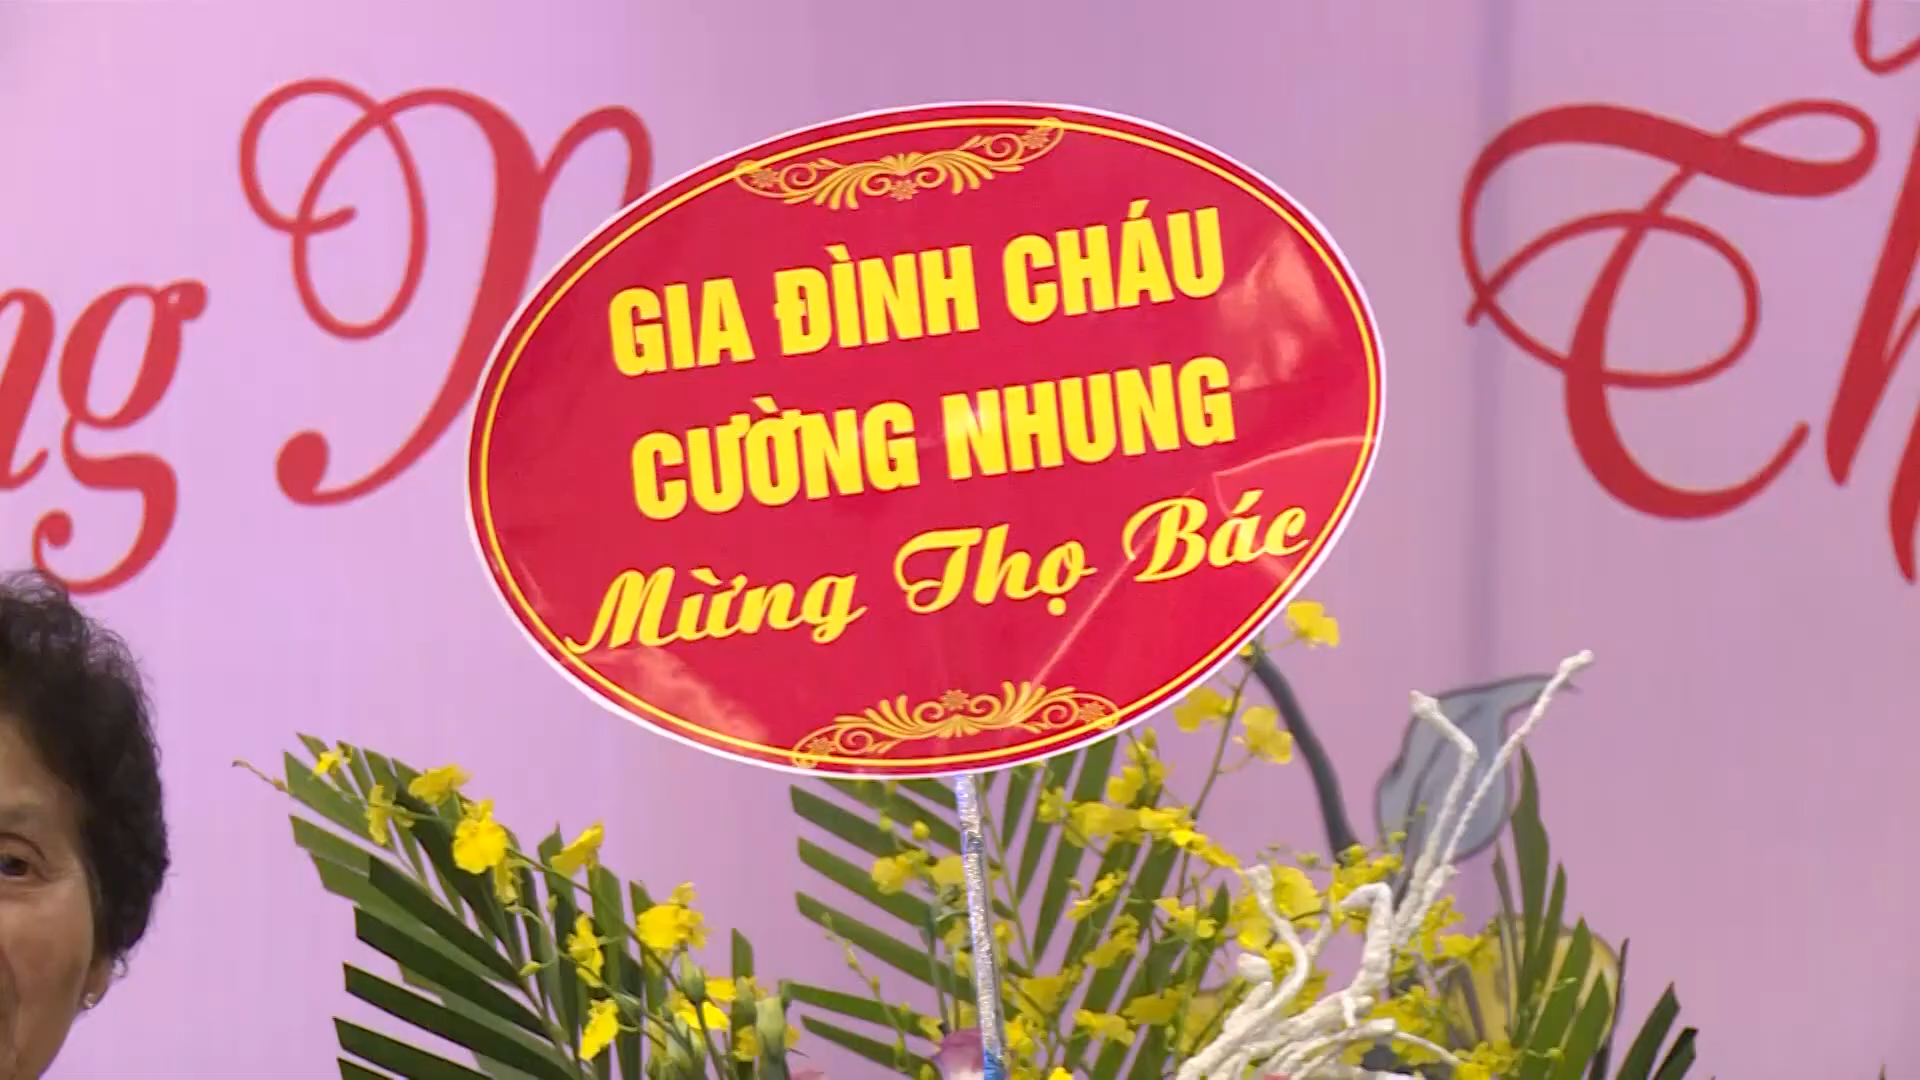 GIA ĐÌNH CHÁU
CƯỜNG NHUNG
Mừng Thọ Bác